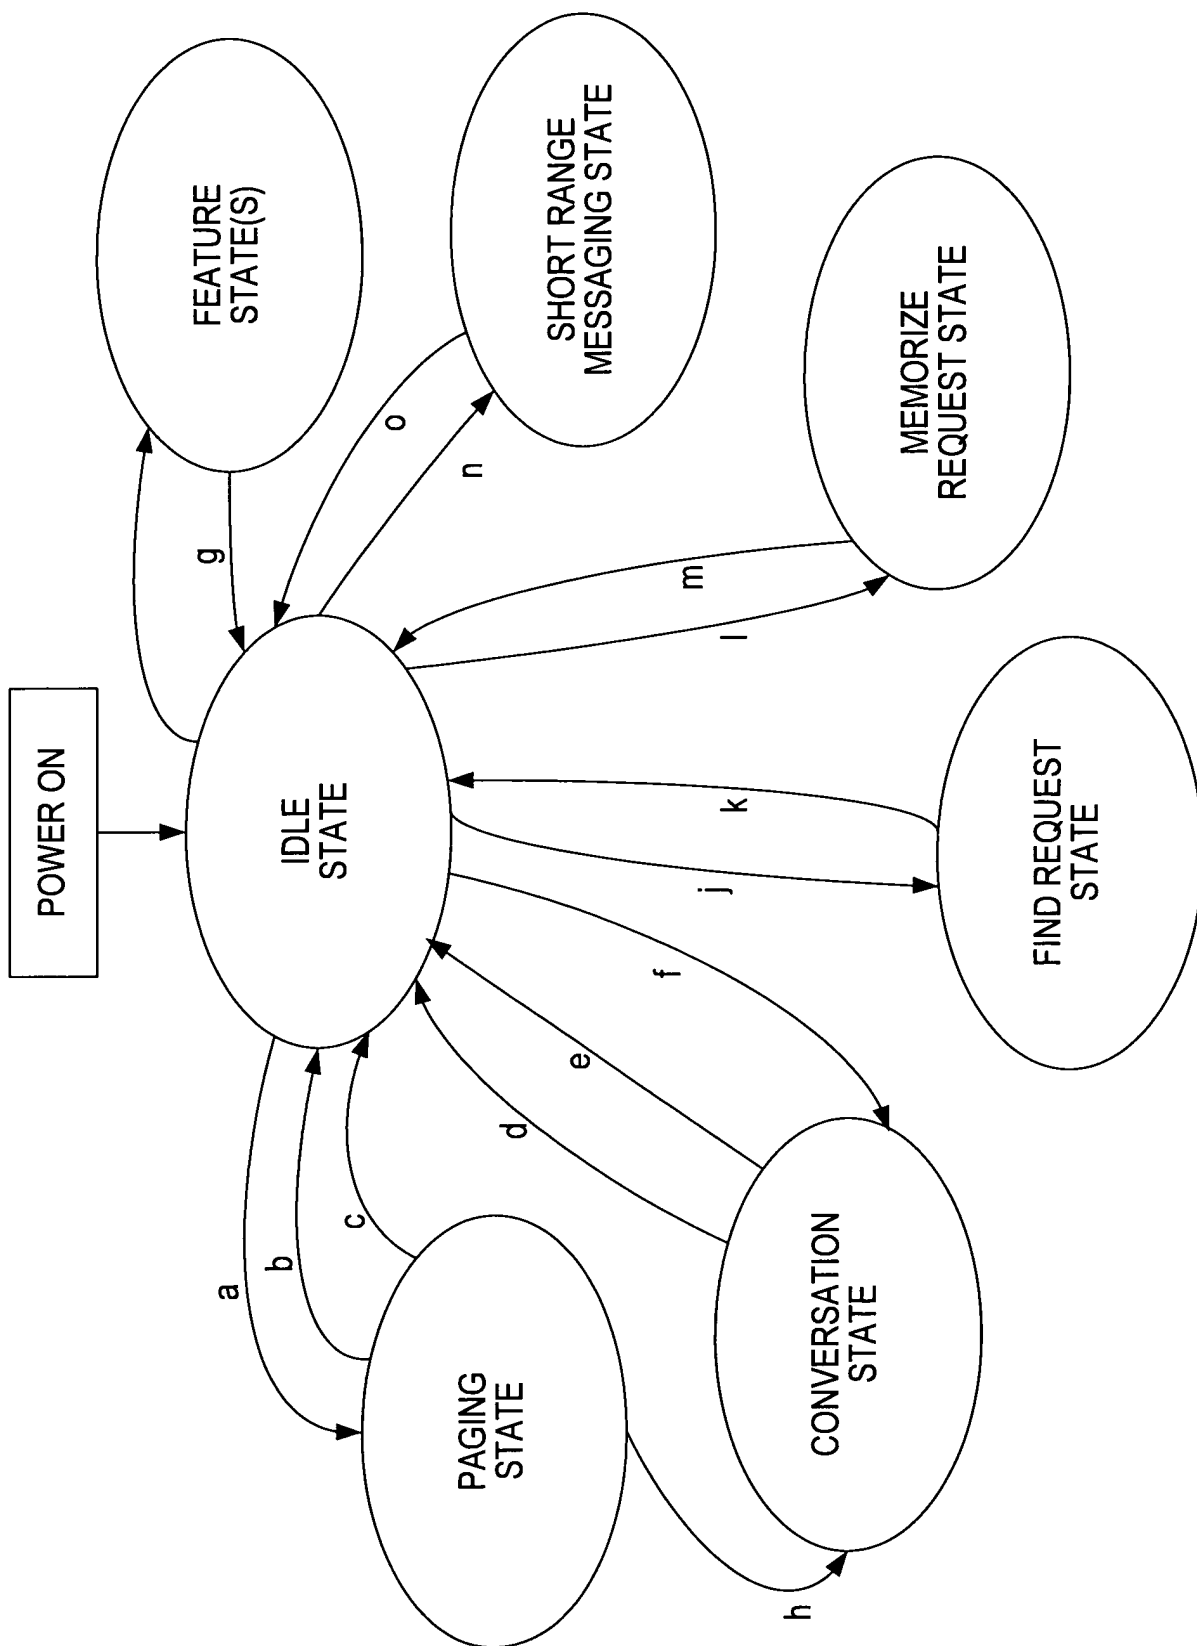 POWER ON
IDLE
STATE
FEATURE
STATE(S)
SHORT RANGE
MESSAGING STATE
MEMORIZE
REQUEST STATE
FIND REQUEST
STATE
CONVERSATION
STATE
PAGING
STATE
a
b
c
d
e
f
g
h
j
k
l
m
n
o